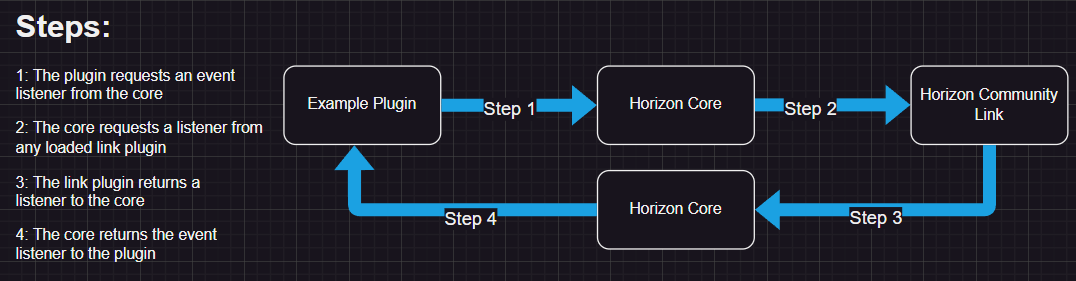 Steps:
1: The plugin requests an event
listener from the core
2: The core requests a listener from
any loaded link plugin
3: The link plugin returns a
listener to the core
4: The core returns the event
listener to the plugin
Example Plugin
Step 1
Horizon Core
Step 2
Horizon Community
Link
Step 3
Horizon Core
Step 4